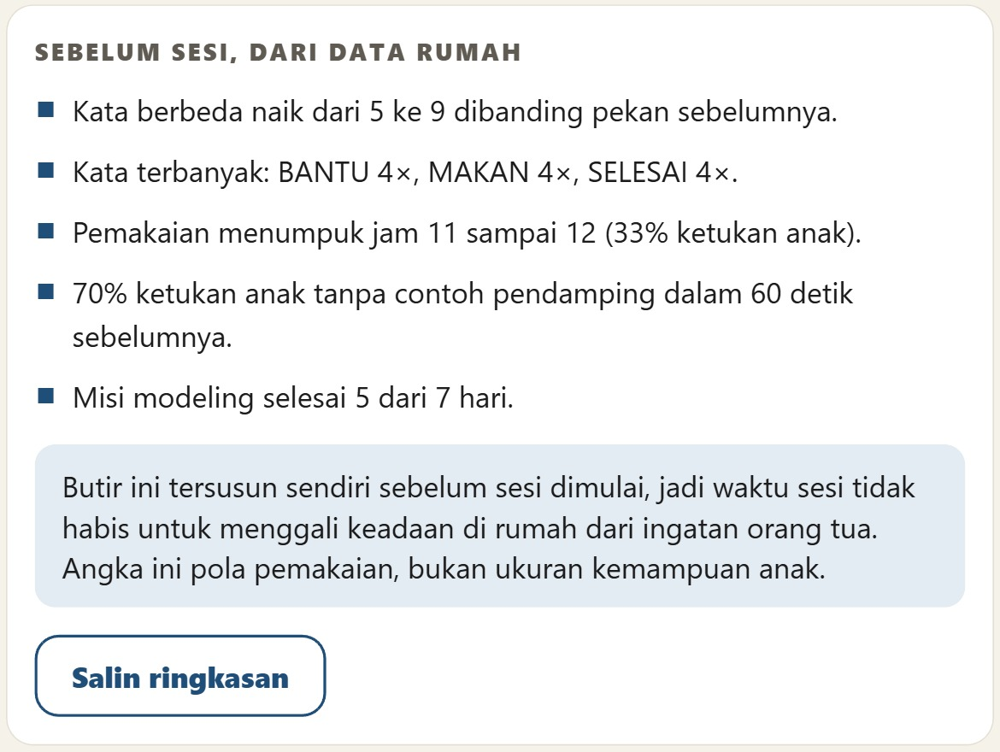 SEBELUM SESI, DARI DATA RUMAH
Kata berbeda naik dari 5 ke 9 dibanding pekan sebelumnya.
Kata terbanyak: BANTU 4×, MAKAN 4×, SELESAI 4×.
Pemakaian menumpuk jam 11 sampai 12 (33% ketukan anak).
70% ketukan anak tanpa contoh pendamping dalam 60 detik
sebelumnya.
Misi modeling selesai 5 dari 7 hari.
Butir ini tersusun sendiri sebelum sesi dimulai, jadi waktu sesi tidak
habis untuk menggali keadaan di rumah dari ingatan orang tua.
Angka ini pola pemakaian, bukan ukuran kemampuan anak.
Salin ringkasan